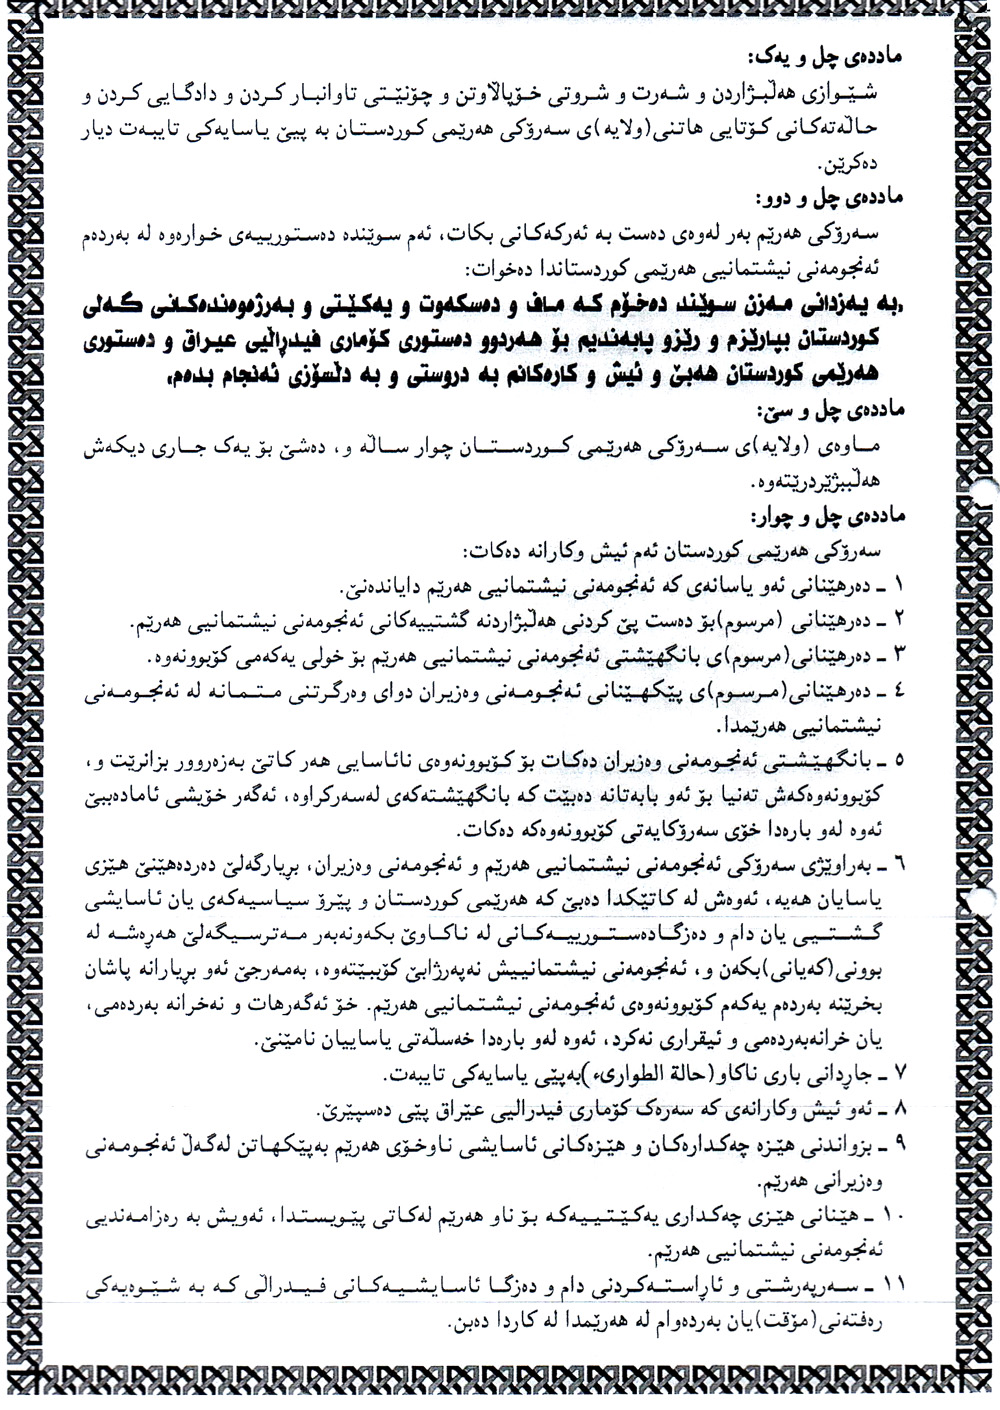 ماددەی چل و یەک:
شێوازی هەڵبژاردن و شەرت و شروتی خۆپاڵاوتن و چۆنێتی تاوانبار کردن و دادگایی کردن و
حاڵەتەکانی کۆتایی هاتنی(ولایە)ی سەرۆکی هەرێمی کوردستان بە پیێ یاسایەکی تایبەت دیار
دەکرێن.
ماددەی چل و دوو:
سەرۆکی هەرێم بەر لەوەی دەست بە ئەرکەکانی بکات، ئەم سوێندە دەستورییەی خوارەوە لە بەردەم
ئەنجومەنی نیشتمانیی هەرێمی کوردستاندا دەخوات:
،بە یەزدانی مەزن سوێند دەخۆم کە ماف و دەسکەوت و یەکێتی و بەرژەوەندەکانی گەلی
کوردستان بپارێزم و رێزو پابەندیم بۆ هەردوو دەستوری کۆماری فیدراڵیی عیراق و دەستوری
هەرێمی کوردستان هەبێ و ئیش و کارەکانم بە دروستی و بە دڵسۆزی ئەنجام بدەم،
ماددەی چل و سێ:
ماوەی (ولایە)ی سەرۆکی هەرێمی کوردستان چوار ساڵە و، دەشێ بۆ یەک جاری دیکەش
هەڵببژێردرێتەوە.
ماددەی چل و چوار:
سەرۆکی هەرێمی کوردستان ئەم ئیش وکارانە دەکات:
١ ـ دەرهێنانی ئەو یاسانەی کە ئەنجومەنی نیشتمانیی هەرێم دایاندەنێ.
٢ ـ دەرهێنانی (مرسوم)بۆ دەست پێ کردنی هەڵبژاردنە گشتییەکانی ئەنجومەنی نیشتمانیی هەرێم.
٣ ـ دەرهێنانی(مرسوم)ی بانگهێشتی ئەنجومەنی نیشتمانیی هەرێم بۆ خولی یەکەمی کۆبوونەوە.
٤ ـ دەرهێنانی(مرسوم)ی پێکهێنانی ئەنجومەنی وەزیران دوای وەرگرتنی متمانە لە ئەنجومەنی
نیشتمانیی هەرێمدا.
٥ ـ بانگهێشتی ئەنجومەنی وەزیران دەکات بۆ کۆبوونەوەی نائاسایی هەر کاتێ بەزەروور بزانرێت و،
کۆبوونەوەکەش تەنیا بۆ ئەو بابەتانە دەبێت کە بانگهێشتەکەی لەسەرکراوە، ئەگەر خۆیشی ئامادەببێ
ئەوە لەو بارەدا خۆی سەرۆکایەتی کۆبوونەوەکە دەکات.
٦ ـ بەراوێژی سەرۆکی ئەنجومەنی نیشتمانیی هەرێم و ئەنجومەنی وەزیران، بڕیارگەلێ دەردەهێنێ هێزی
یاسایان هەیە، ئەوەش لە کاتێکدا دەبێ کە هەرێمی کوردستان و پێرۆ سیاسیەکەی یان ئاسایشی
گشتیی یان دام و دەزگادەستورییەکانی لە ناکاوێ بکەونەبەر مەترسیگەلێ هەڕەشە لە
بوونی(کەیانی)بکەن و، ئەنجومەنی نیشتمانییش نەپەرژابێ کۆببێتەوە، بەمەرجێ ئەو بڕیارانە پاشان
بخرێنە بەردەم یەکەم کۆبوونەوەی ئەنجومەنی نیشتمانیی هەرێم. خۆ ئەگەرهات و نەخرانە بەردەمی،
یان خرانەبەردەمی و ئیقراری نەکرد، ئەوە لەو بارەدا خەسڵەتی یاساییان نامێنێ.
٧ ـ جاڕدانی باری ناکاو(حالة الطواریء)بەپێی یاسایەکی تایبەت.
٨ ـ ئەو ئیش وکارانەی کە سەرەک کۆماری فیدرالیی عێراق پێی دەسپێرێ.
٩ ـ بزواندنی هێزە چەکدارەکان و هێزەکانی ئاسایشی ناوخۆی هەرێم بەپێکهاتن لەگەڵ ئەنجومەنی
وەزیرانی هەرێم.
١٠ ـ هێنانی هێزی چەکداری یەکێتییەکە بۆ ناو هەرێم لەکاتی پێویستدا، ئەویش بە رەزامەندیی
ئەنجومەنی نیشتمانیی هەرێم.
١١ ـ سەرپەرشتی و ئاڕاستەکردنی دام و دەزگا ئاسایشیەکانی فیدراڵی کە بە شێوەیەکی
رەفتەنی(مۆقت)یان بەردەوام لە هەرێمدا لە کاردا دەبن.